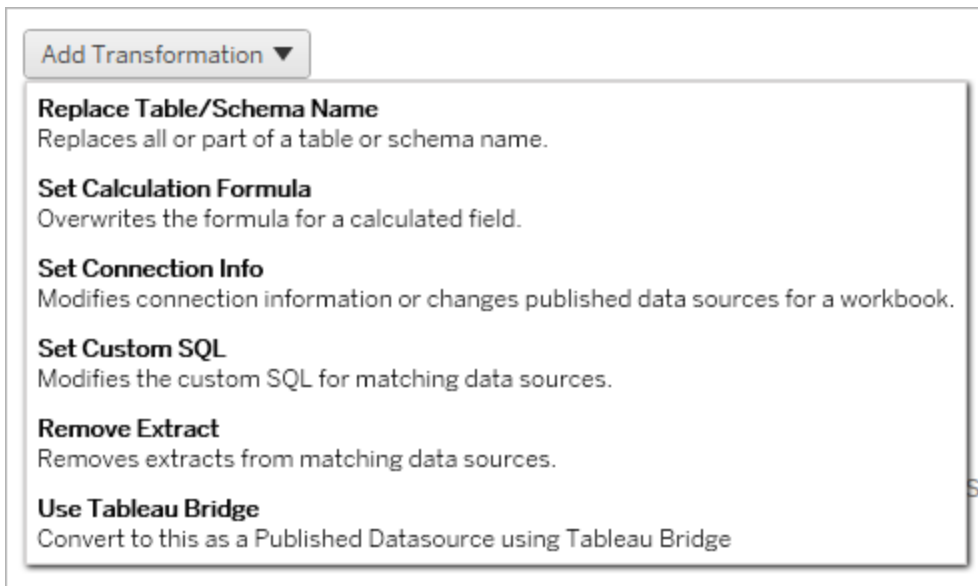 Add Transformation ▼
Replace Table/Schema Name
Replaces all or part of a table or schema name.
Set Calculation Formula
Overwrites the formula for a calculated field.
Set Connection Info
Modifies connection information or changes published data sources for a workbook.
Set Custom SQL
Modifies the custom SQL for matching data sources.
Remove Extract
Removes extracts from matching data sources.
Use Tableau Bridge
Convert to this as a Published Datasource using Tableau Bridge